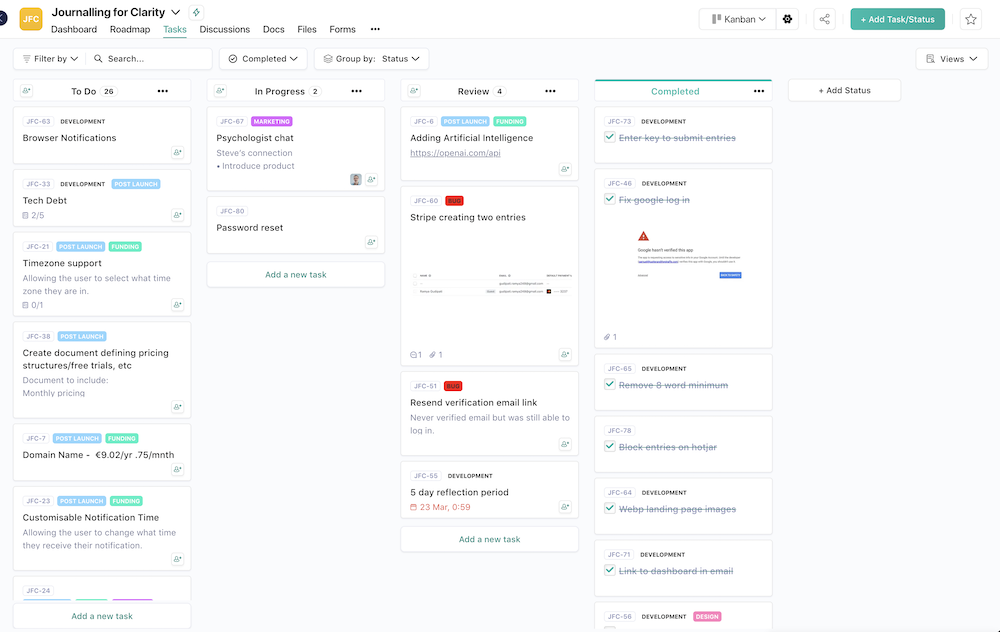 JFC
Journalling for Clarity
Dashboard Roadmap Tasks Discussions Docs Files Forms
Kanban
+ Add Task/Status
Filter by
Search...
Completed
Group by: Status
Views
To Do 26
JFC-63 DEVELOPMENT
Browser Notifications
JFC-33 DEVELOPMENT POST LAUNCH
Tech Debt
2/5
JFC-21 POST LAUNCH FUNDING
Timezone support
Allowing the user to select what time
zone they are in.
0/1
JFC-38 POST LAUNCH
Create document defining pricing
structures/free trials, etc
Document to include:
Monthly pricing
JFC-7 POST LAUNCH FUNDING
Domain Name - €9.02/yr .75/mnth
JFC-23 POST LAUNCH FUNDING
Customisable Notification Time
Allowing the user to change what time
they receive their notification.
JFC-24
Add a new task
In Progress 2
JFC-67 MARKETING
Psychologist chat
Steve's connection
• Introduce product
JFC-80
Password reset
Add a new task
Review 4
JFC-6 POST LAUNCH FUNDING
Adding Artificial Intelligence
https://openai.com/api
JFC-60 BUG
Stripe creating two entries
1 1
JFC-51 BUG
Resend verification email link
Never verified email but was still able to
log in.
JFC-55 DEVELOPMENT
5 day reflection period
23 Mar, 0:59
Add a new task
Completed
JFC-73 DEVELOPMENT
Enter key to submit entries
JFC-46 DEVELOPMENT
Fix google log in
Google hasn't verified this app
1
JFC-65 DEVELOPMENT
Remove 8 word minimum
JFC-78
Block entries on hotjar
JFC-64 DEVELOPMENT
Webp landing page images
JFC-71 DEVELOPMENT
Link to dashboard in email
JFC-56 DEVELOPMENT DESIGN
+ Add Status